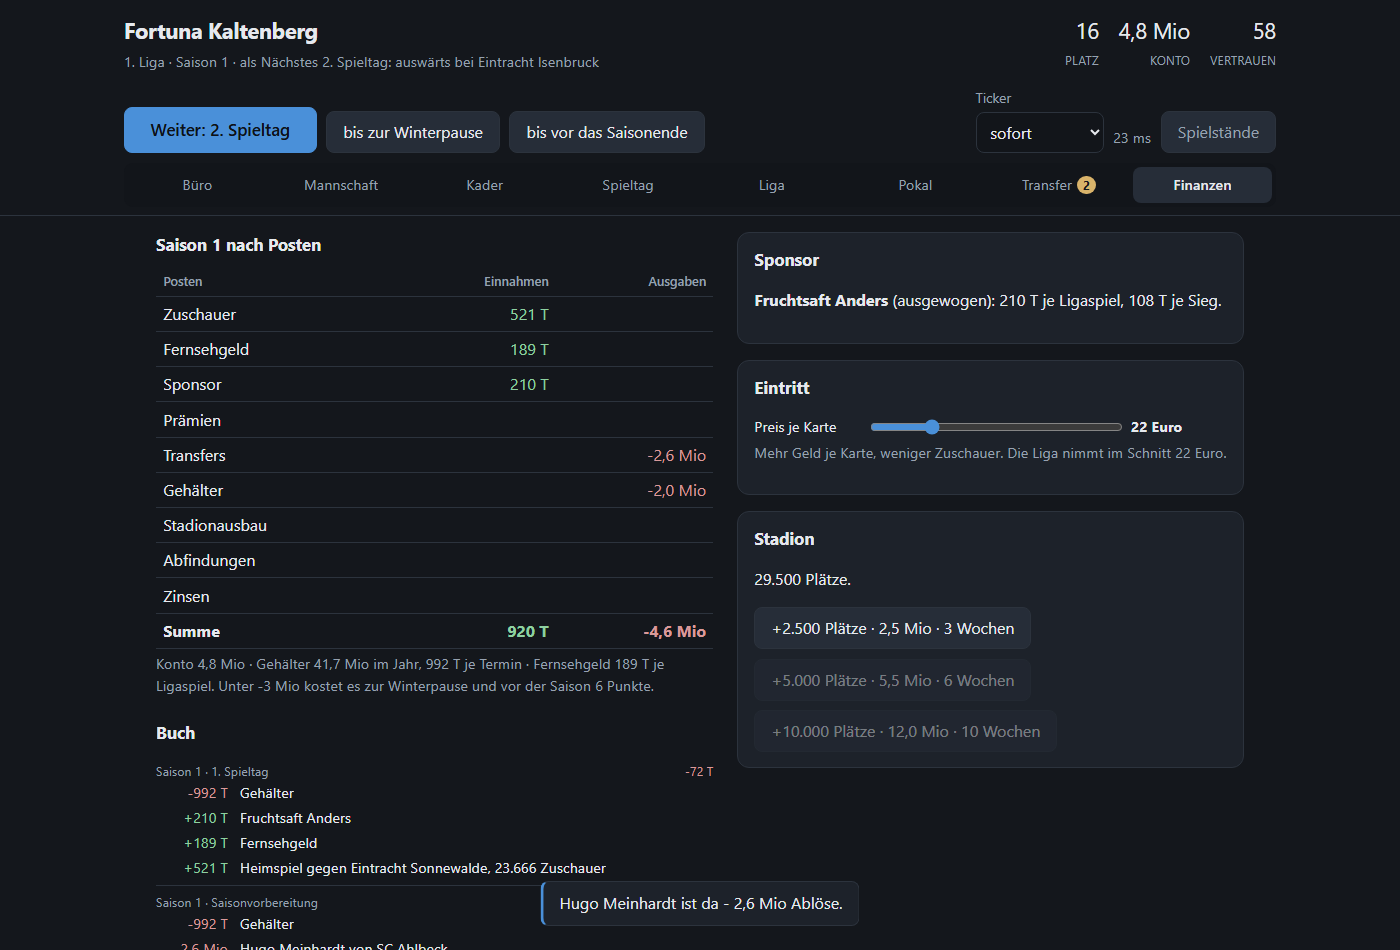 Fortuna Kaltenberg
1. Liga · Saison 1 · als Nächstes 2. Spieltag: auswärts bei Eintracht Isenbruck
16 4,8 Mio 58
PLATZ KONTO VERTRAUEN
Ticker
Weiter: 2. Spieltag bis zur Winterpause bis vor das Saisonende sofort 23 ms Spielstände
Büro Mannschaft Kader Spieltag Liga Pokal Transfer 2 Finanzen
Saison 1 nach Posten
Posten Einnahmen Ausgaben
Zuschauer 521 T
Fernsehgeld 189 T
Sponsor 210 T
Prämien
Transfers -2,6 Mio
Gehälter -2,0 Mio
Stadionausbau
Abfindungen
Zinsen
Summe 920 T -4,6 Mio
Konto 4,8 Mio · Gehälter 41,7 Mio im Jahr, 992 T je Termin · Fernsehgeld 189 T je
Ligaspiel. Unter -3 Mio kostet es zur Winterpause und vor der Saison 6 Punkte.
Buch
Saison 1 · 1. Spieltag -72 T
-992 T Gehälter
+210 T Fruchtsaft Anders
+189 T Fernsehgeld
+521 T Heimspiel gegen Eintracht Sonnewalde, 23.666 Zuschauer
Saison 1 · Saisonvorbereitung
-992 T Gehälter
-2,6 Mio Hugo Meinhardt von SC Ahlbeck
Sponsor
Fruchtsaft Anders (ausgewogen): 210 T je Ligaspiel, 108 T je Sieg.
Eintritt
Preis je Karte 22 Euro
Mehr Geld je Karte, weniger Zuschauer. Die Liga nimmt im Schnitt 22 Euro.
Stadion
29.500 Plätze.
+2.500 Plätze · 2,5 Mio · 3 Wochen
+5.000 Plätze · 5,5 Mio · 6 Wochen
+10.000 Plätze · 12,0 Mio · 10 Wochen
Hugo Meinhardt ist da - 2,6 Mio Ablöse.